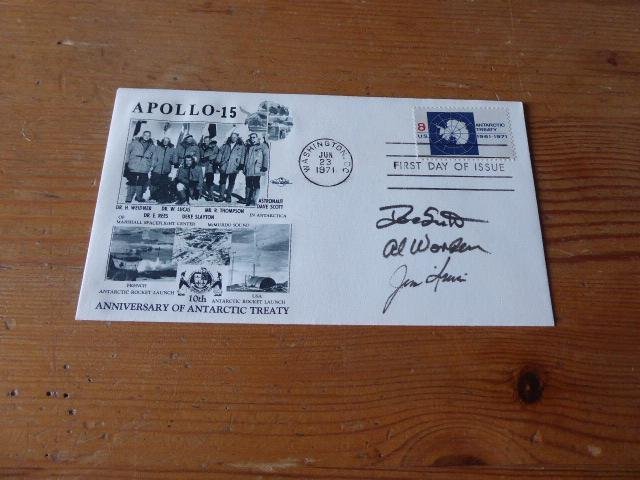 APOLLO-15
ASTRONAUT
DR. H. WEIDNER DR. W. LUCAS MR. R. THOMPSON DAVE SCOTT
DR. E. REES DEKE SLAYTON IN ANTARCTICA
OF MARSHALL SPACEFLIGHT CENTER McMURDO SOUND
FRENCH
ANTARCTIC ROCKET LAUNCH
USA
ANTARCTIC ROCKET LAUNCH
10th
ANNIVERSARY OF ANTARCTIC TREATY
WASHINGTON, DC
JUN
23
1971
8
U.S.
ANTARCTIC
TREATY
1961-1971
FIRST DAY OF ISSUE
Dave Scott
Al Worden
Jim Irwin